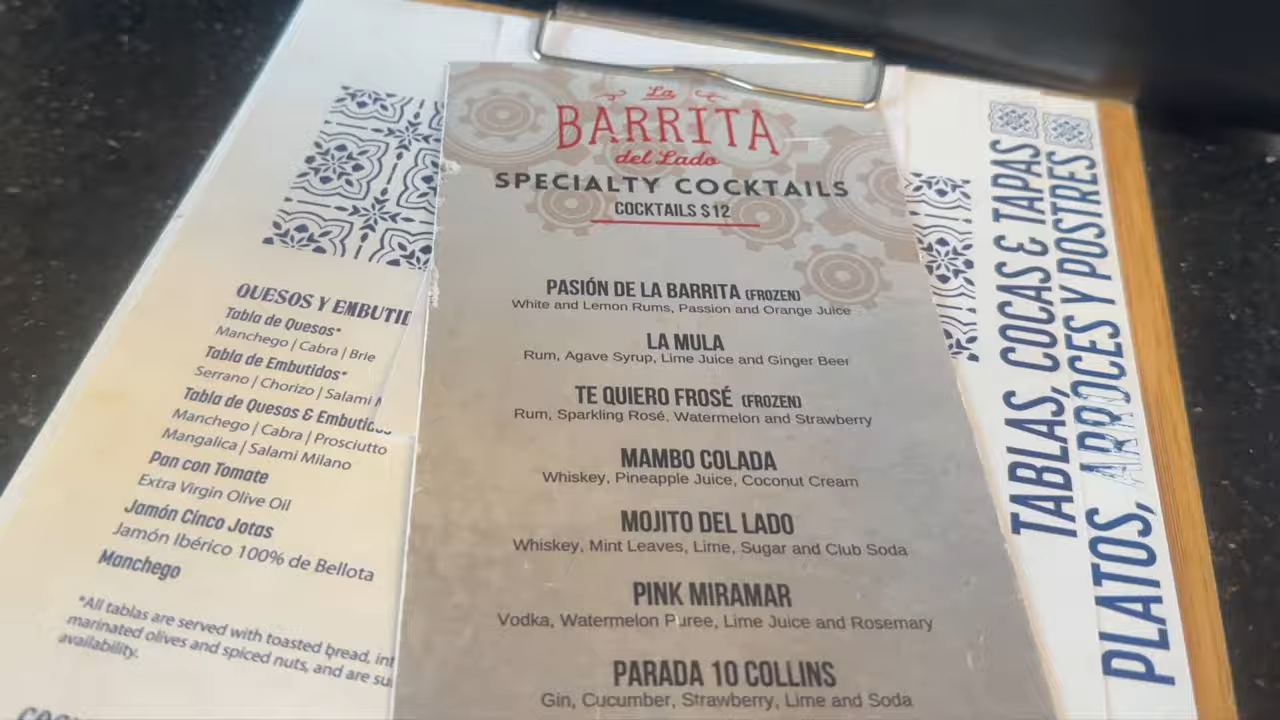 La
BARRITA
del Lado
SPECIALTY COCKTAILS
COCKTAILS $12
PASIÓN DE LA BARRITA (FROZEN)
White and Lemon Rums, Passion and Orange Juice
LA MULA
Rum, Agave Syrup, Lime Juice and Ginger Beer
TE QUIERO FROSÉ (FROZEN)
Rum, Sparkling Rosé, Watermelon and Strawberry
MAMBO COLADA
Whiskey, Pineapple Juice, Coconut Cream
MOJITO DEL LADO
Whiskey, Mint Leaves, Lime, Sugar and Club Soda
PINK MIRAMAR
Vodka, Watermelon Puree, Lime Juice and Rosemary
PARADA 10 COLLINS
Gin, Cucumber, Strawberry, Lime and Soda
QUESOS Y EMBUTID
Tabla de Quesos*
Manchego | Cabra | Brie
Tabla de Embutidos*
Serrano | Chorizo | Salami
Tabla de Quesos & Embutidos
Manchego | Cabra | Prosciutto
Mangalica | Salami Milano
Pan con Tomate
Extra Virgin Olive Oil
Jamón Cinco Jotas
Jamón Ibérico 100% de Bellota
Manchego
*All tablas are served with toasted bread, int
marinated olives and spiced nuts, and are su
availability.
TABLAS, COCAS & TAPAS
PLATOS, ARROCES Y POSTRES